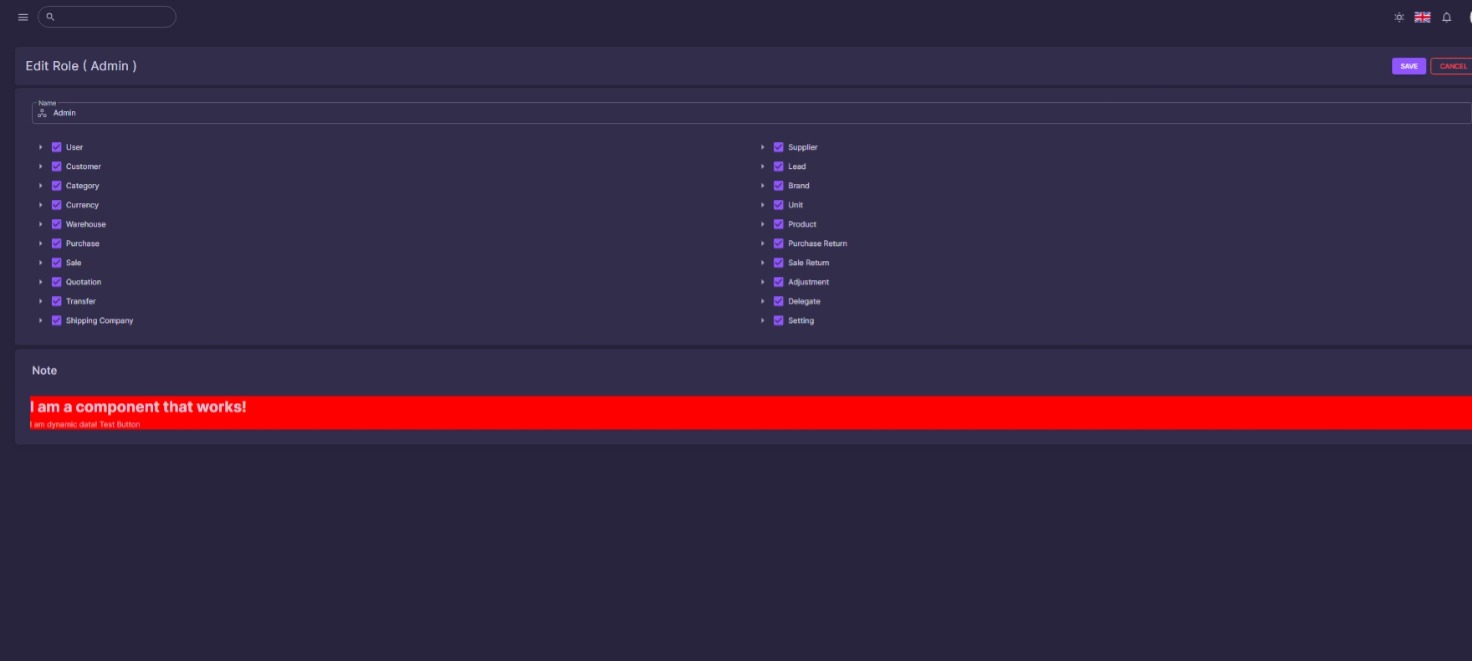 Edit Role ( Admin )
SAVE
CANCEL
Name
Admin
User
Supplier
Customer
Lead
Category
Brand
Currency
Unit
Warehouse
Product
Purchase
Purchase Return
Sale
Sale Return
Quotation
Adjustment
Transfer
Delegate
Shipping Company
Setting
Note
I am a component that works!
I am dynamic data! Test Button